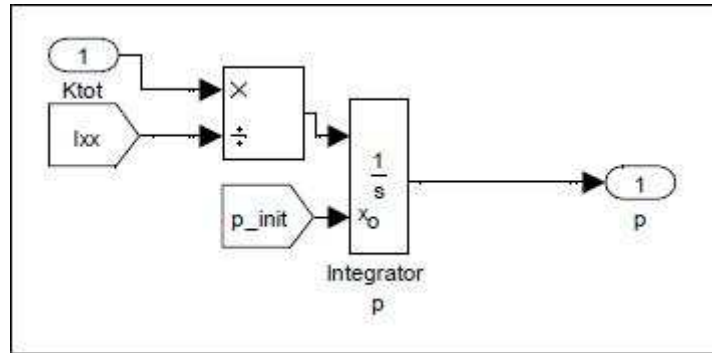 1
Ktot
Ixx
×
÷
p_init
1
s
xo
Integrator
p
1
p